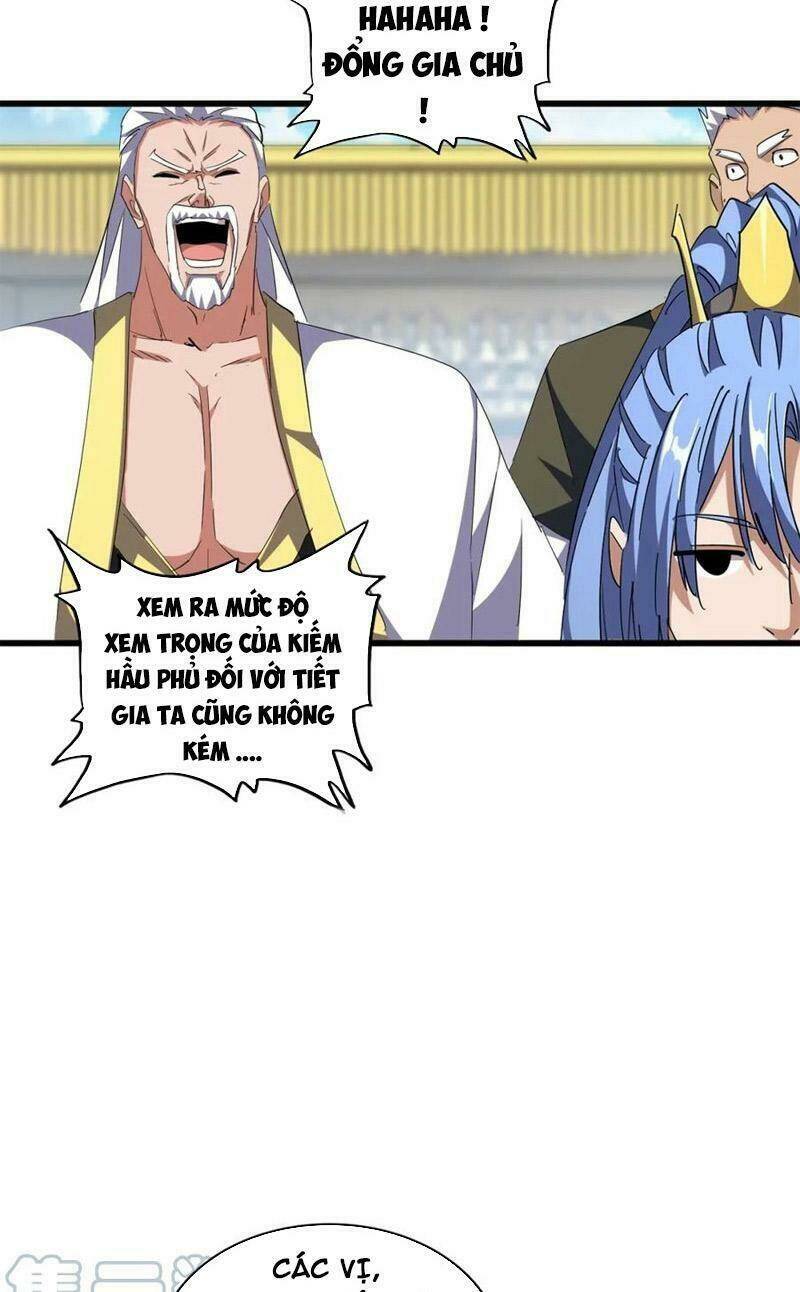 HAHAHA !
ĐỔNG GIA CHỦ
!
XEM RA MỨC ĐỘ
XEM TRỌNG CỦA KIẾM
HẦU PHỦ ĐỐI VỚI TIẾT
GIA TA CŨNG KHÔNG
KÉM ....
CÁC VỊ,